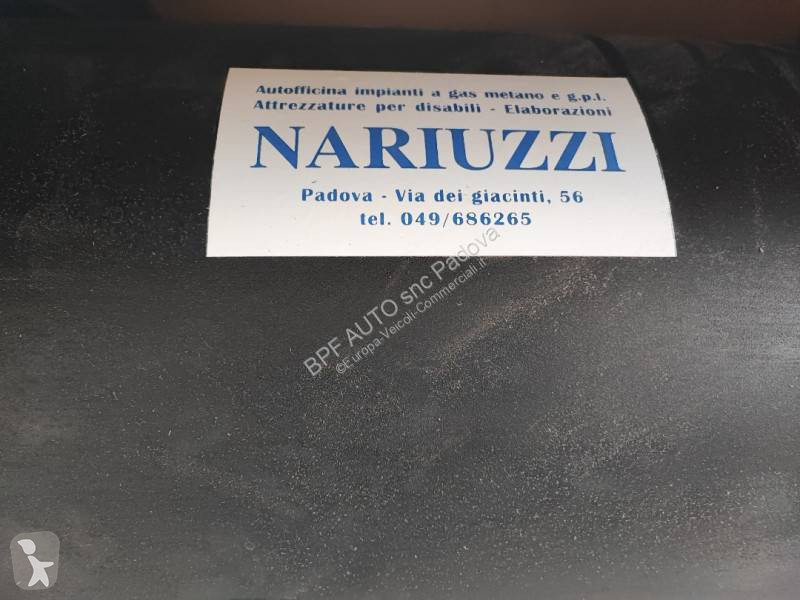 Autofficina impianti a gas metano e g.p.l.
Attrezzature per disabili - Elaborazioni
NARIUZZI
Padova - Via dei giacinti, 56
tel. 049/686265
BPF AUTO snc Padova
©Europa-Veicoli-Commerciali.it